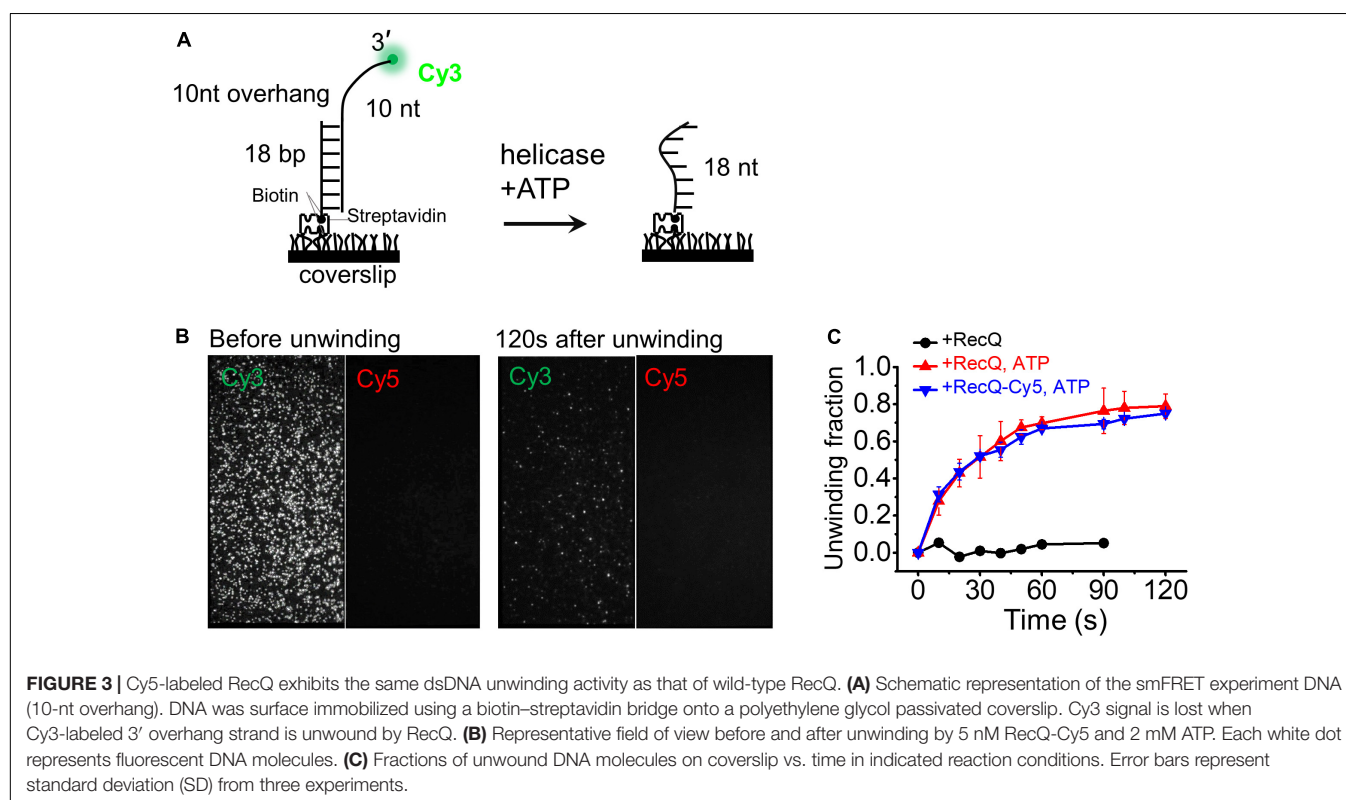 A
3′
Cy3
10nt overhang
10 nt
18 bp
Biotin
Streptavidin
coverslip
helicase
+ATP
18 nt
B
Before unwinding
120s after unwinding
Cy3
Cy5
Cy3
Cy5
C
+RecQ
+RecQ, ATP
+RecQ-Cy5, ATP
Unwinding fraction
1.0
0.8
0.6
0.4
0.2
0.0
0
30
60
90
120
Time (s)
FIGURE 3 | Cy5-labeled RecQ exhibits the same dsDNA unwinding activity as that of wild-type RecQ. (A) Schematic representation of the smFRET experiment DNA
(10-nt overhang). DNA was surface immobilized using a biotin–streptavidin bridge onto a polyethylene glycol passivated coverslip. Cy3 signal is lost when
Cy3-labeled 3′ overhang strand is unwound by RecQ. (B) Representative field of view before and after unwinding by 5 nM RecQ-Cy5 and 2 mM ATP. Each white dot
represents fluorescent DNA molecules. (C) Fractions of unwound DNA molecules on coverslip vs. time in indicated reaction conditions. Error bars represent
standard deviation (SD) from three experiments.